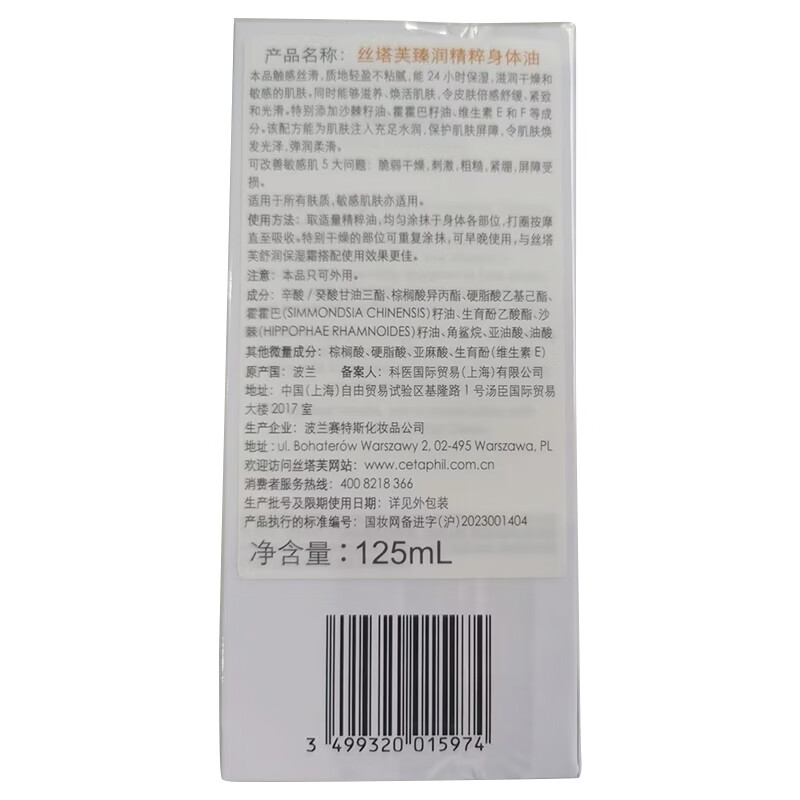 产品名称：丝塔芙臻润精粹身体油
本品触感丝滑，质地轻盈不粘腻，能24小时保湿，滋润干燥和
敏感的肌肤。同时能够滋养、焕活肌肤，令皮肤倍感舒缓、紧致
和光滑。特别添加沙棘籽油、霍霍巴籽油、维生素E和F等成
分。该配方能为肌肤注入充足水润，保护肌肤屏障，令肌肤焕
发光泽，弹润柔滑。
可改善敏感肌5大问题：脆弱干燥，刺激，粗糙，紧绷，屏障受
损。
适用于所有肤质，敏感肌肤亦适用。
使用方法：取适量精粹油，均匀涂抹于身体各部位，打圈按摩
直至吸收。特别干燥的部位可重复涂抹，可早晚使用，与丝塔
芙舒润保湿霜搭配使用效果更佳。
注意：本品只可外用。
成分：辛酸/癸酸甘油三酯、棕榈酸异丙酯、硬脂酸乙基己酯、
霍霍巴(SIMMONDSIA CHINENSIS)籽油、生育酚乙酸酯、沙
棘(HIPPOPHAE RHAMNOIDES)籽油、角鲨烷、亚油酸、油酸
其他微量成分：棕榈酸、硬脂酸、亚麻酸、生育酚(维生素E)
原产国：波兰 备案人：科医国际贸易(上海)有限公司
地址：中国(上海)自由贸易试验区基隆路1号汤臣国际贸易
大楼2017室
生产企业：波兰赛特斯化妆品公司
地址：ul. Bohaterów Warszawy 2, 02-495 Warszawa, PL
欢迎访问丝塔芙网站：www.cetaphil.com.cn
消费者服务热线：400 8218 366
生产批号及限期使用日期：详见外包装
产品执行的标准编号：国妆网备进字(沪)2023001404
净含量：125mL
3 499320 015974